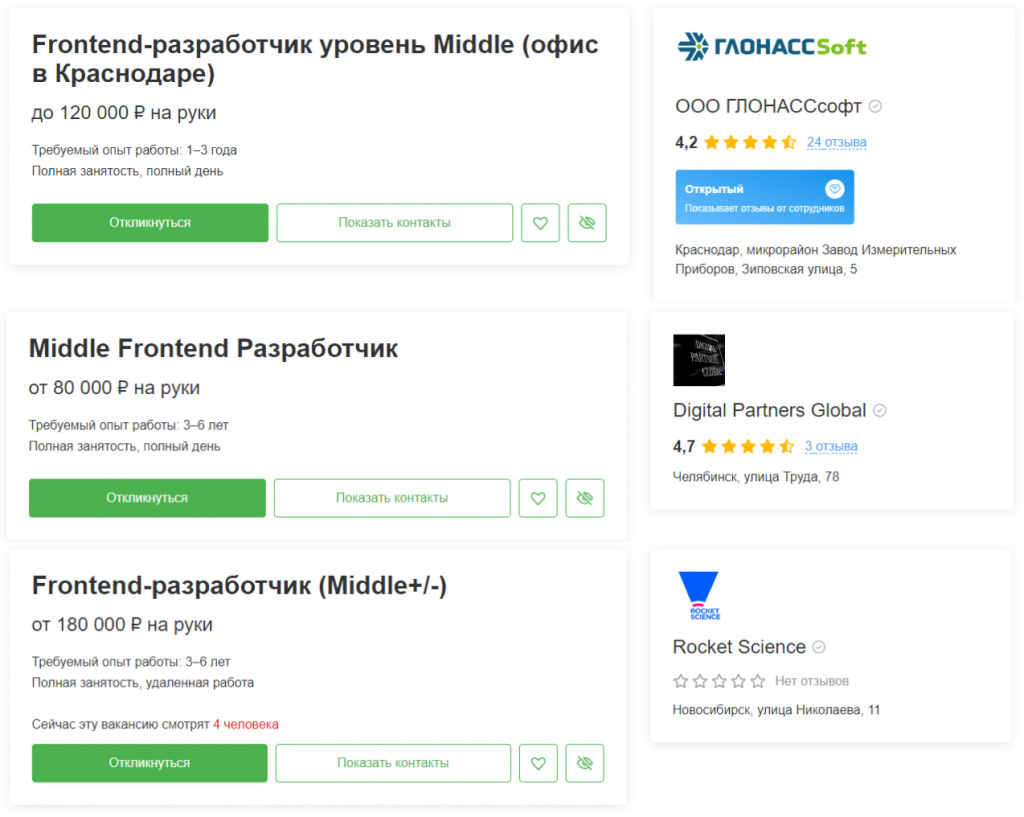 Frontend-разработчик уровень Middle (офис
в Краснодаре)
до 120 000 ₽ на руки
Требуемый опыт работы: 1–3 года
Полная занятость, полный день
Откликнуться
Показать контакты
ГЛОНАССSoft
ООО ГЛОНАССсофт
4,2
24 отзыва
Открытый
Показывает отзывы от сотрудников
Краснодар, микрорайон Завод Измерительных
Приборов, Зиповская улица, 5
Middle Frontend Разработчик
от 80 000 ₽ на руки
Требуемый опыт работы: 3–6 лет
Полная занятость, полный день
Откликнуться
Показать контакты
DIGITAL
PARTNERS
GLOBAL
Digital Partners Global
4,7
3 отзыва
Челябинск, улица Труда, 78
Frontend-разработчик (Middle+/-)
от 180 000 ₽ на руки
Требуемый опыт работы: 3–6 лет
Полная занятость, удаленная работа
Сейчас эту вакансию смотрят 4 человека
Откликнуться
Показать контакты
ROCKET
SCIENCE
Rocket Science
Нет отзывов
Новосибирск, улица Николаева, 11